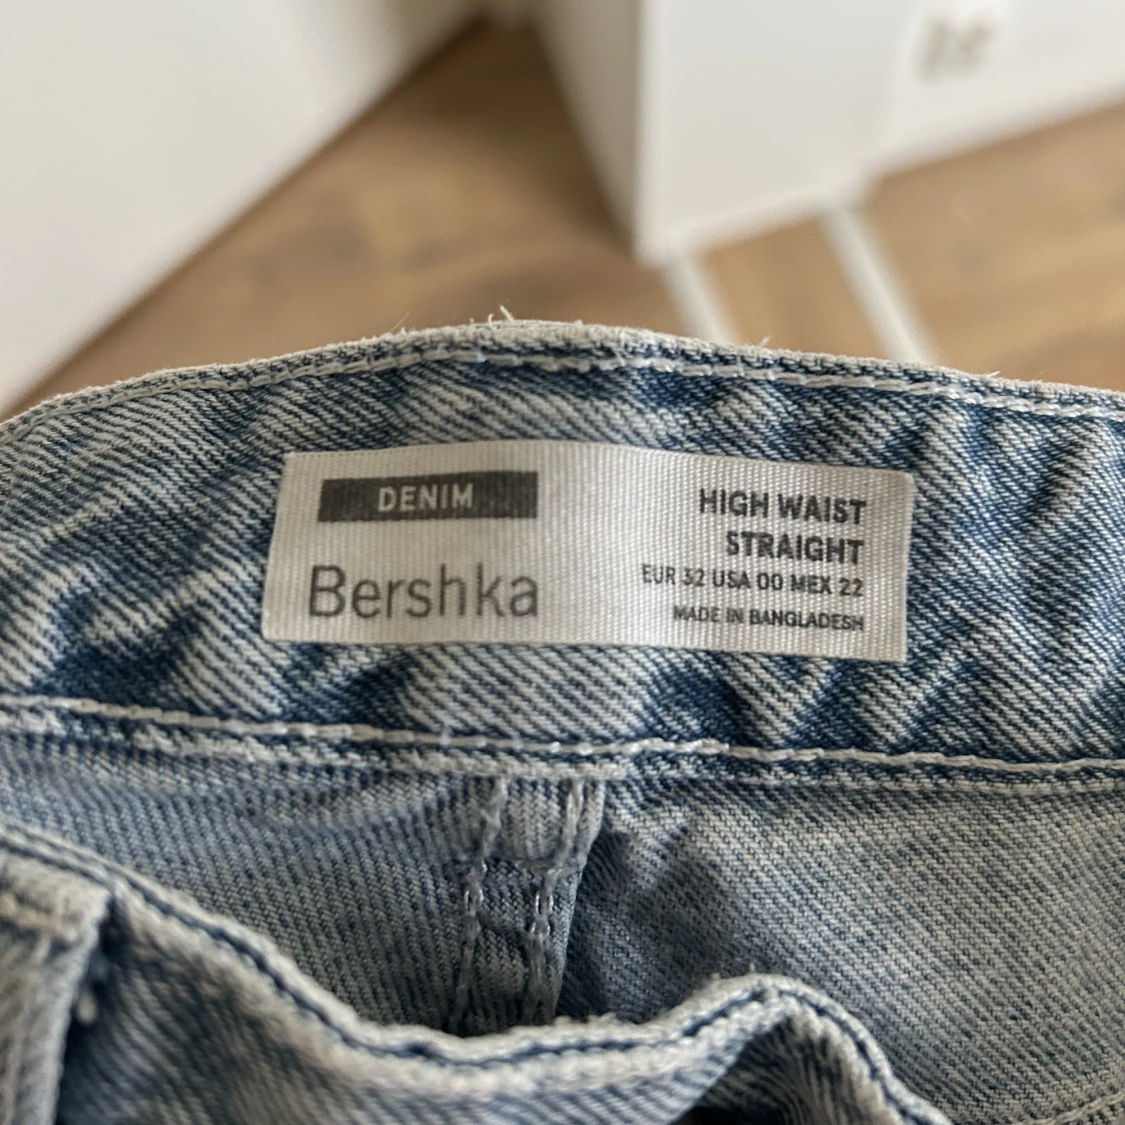 DENIM
Bershka
HIGH WAIST
STRAIGHT
EUR 32 USA 00 MEX 22
MADE IN BANGLADESH